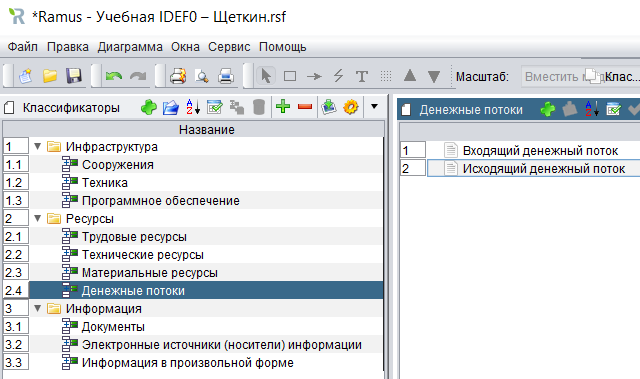 *Ramus - Учебная IDEF0 – Щеткин.rsf
Файл Правка Диаграмма Окна Сервис Помощь
Масштаб: Вместить Клас...
Классификаторы
Название
1 Инфраструктура
1.1 Сооружения
1.2 Техника
1.3 Программное обеспечение
2 Ресурсы
2.1 Трудовые ресурсы
2.2 Технические ресурсы
2.3 Материальные ресурсы
2.4 Денежные потоки
3 Информация
3.1 Документы
3.2 Электронные источники (носители) информации
3.3 Информация в произвольной форме
Денежные потоки
1 Входящий денежный поток
2 Исходящий денежный поток